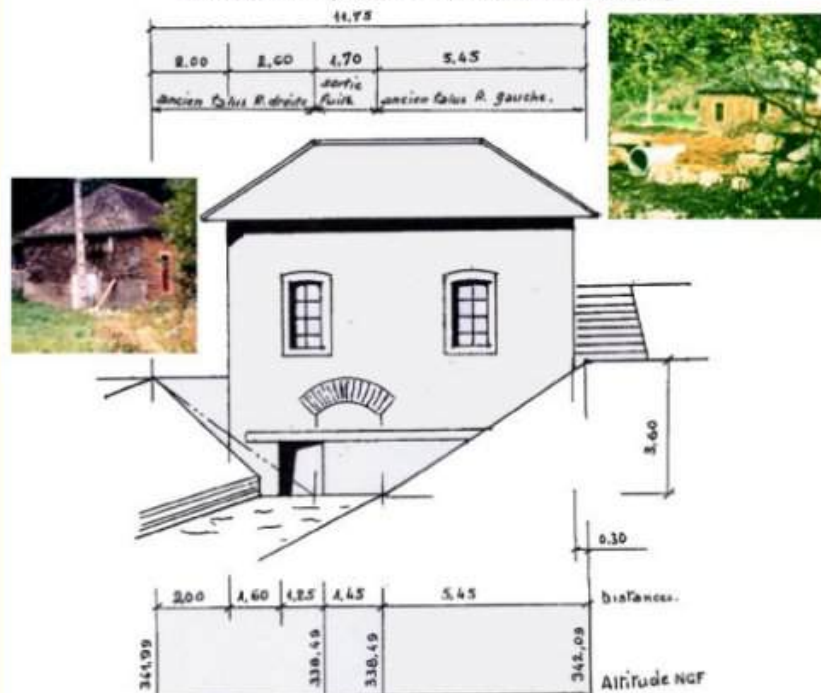 11,75
2.00 2,60 1,70 5,45
ancien talus R. droite sortie fuite ancien talus R. gauche.
3,60
0.30
2,00 1,60 1,25 1,45 5,45 Distances.
341,99 338,49 338,49 342,09 Altitude NGF